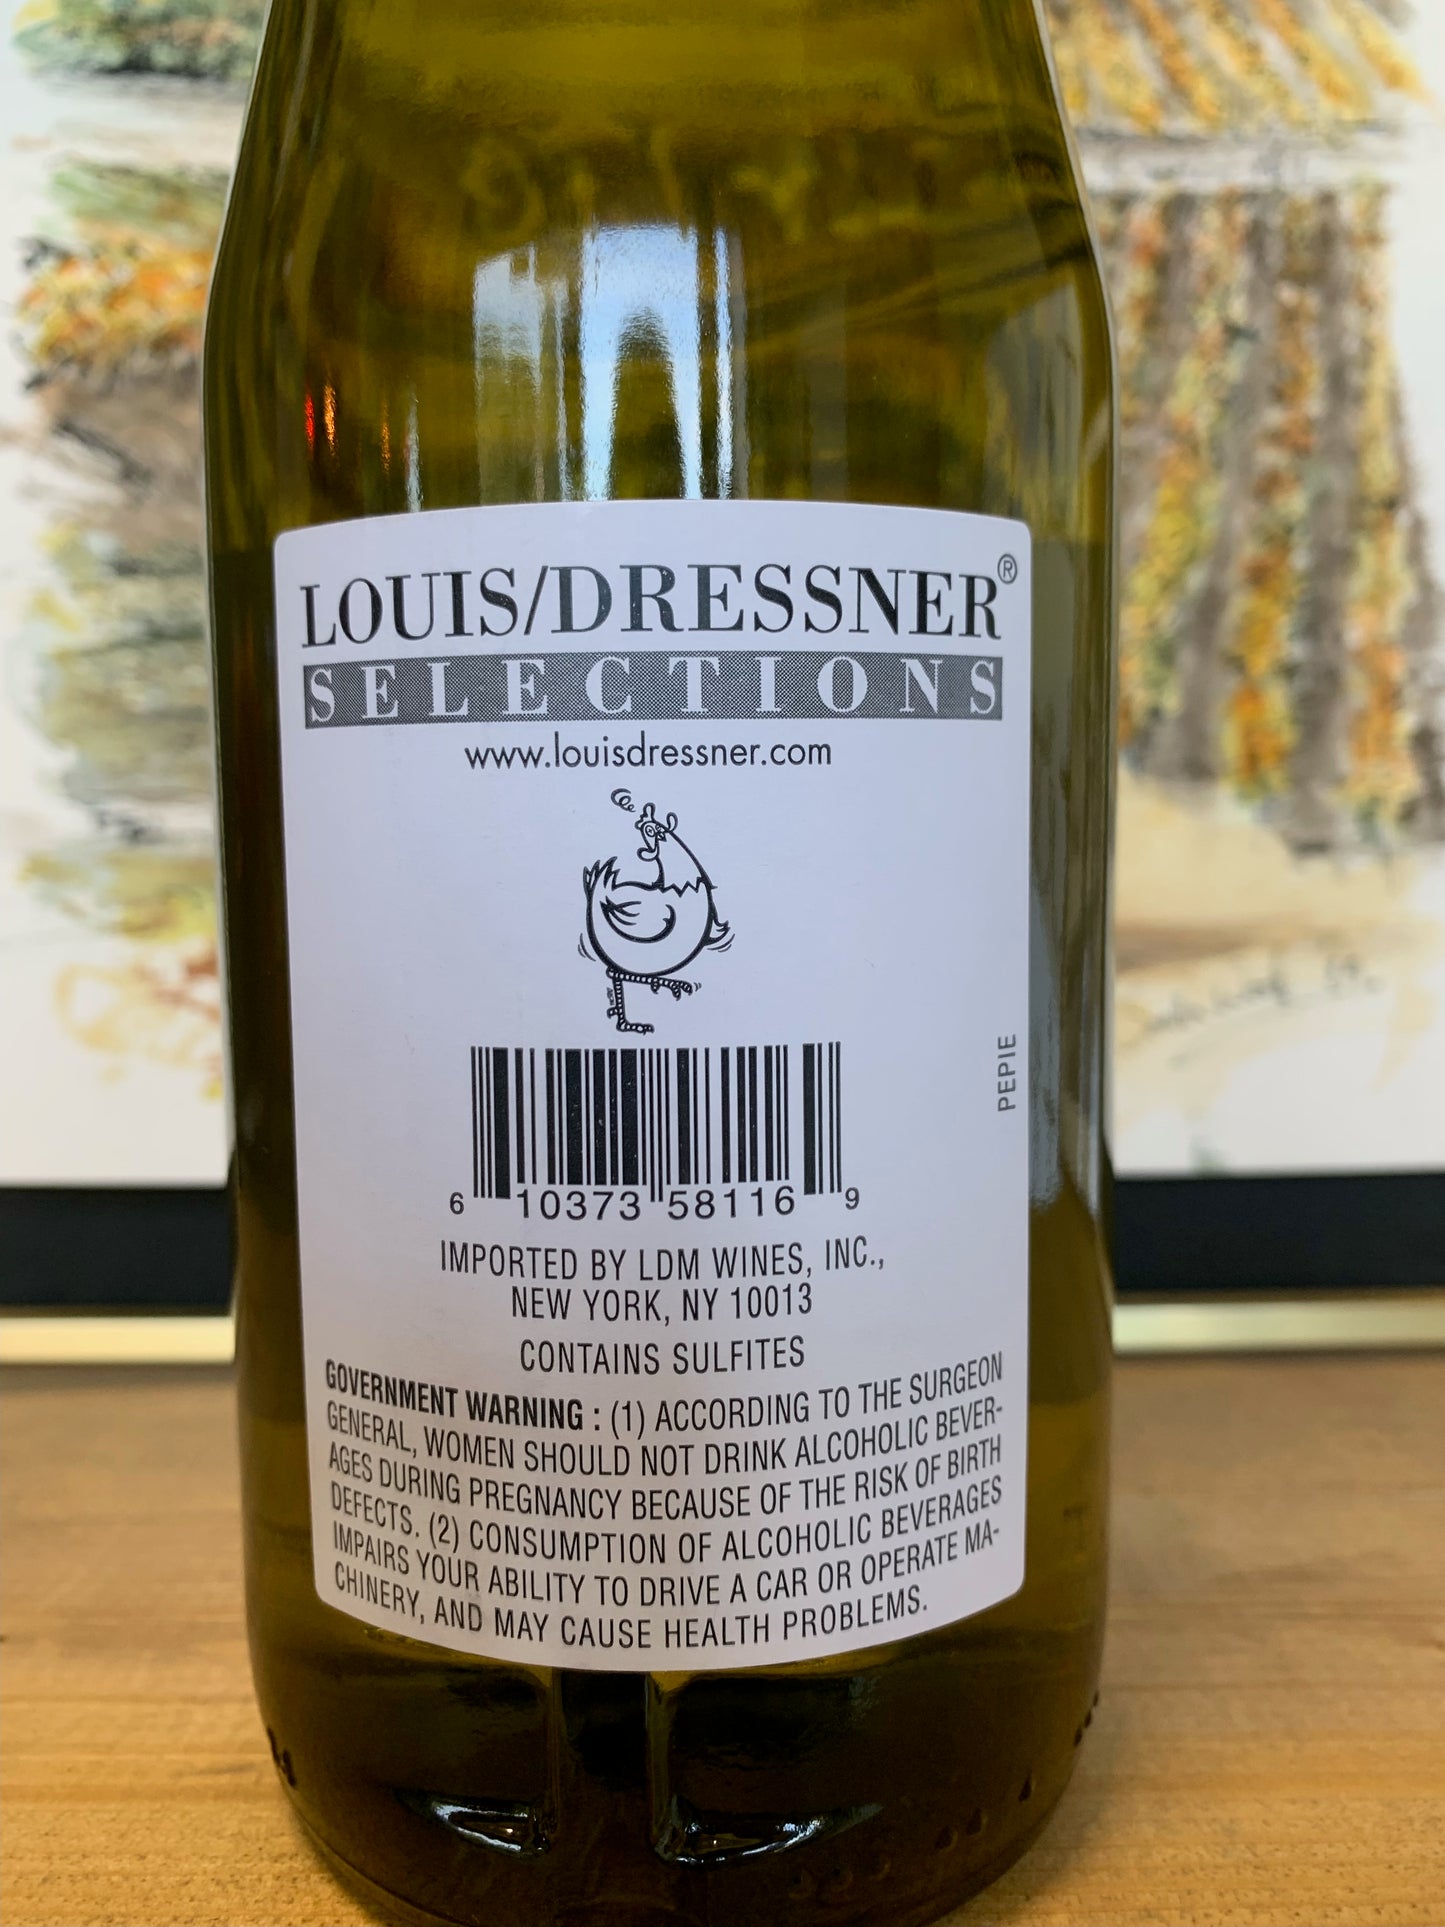 LOUIS/DRESSNER®
SELECTIONS
www.louisdressner.com
PEPIE
6 10373 58116 9
IMPORTED BY LDM WINES, INC.,
NEW YORK, NY 10013
CONTAINS SULFITES
GOVERNMENT WARNING : (1) ACCORDING TO THE SURGEON
GENERAL, WOMEN SHOULD NOT DRINK ALCOHOLIC BEVER-
AGES DURING PREGNANCY BECAUSE OF THE RISK OF BIRTH
DEFECTS. (2) CONSUMPTION OF ALCOHOLIC BEVERAGES
IMPAIRS YOUR ABILITY TO DRIVE A CAR OR OPERATE MA-
CHINERY, AND MAY CAUSE HEALTH PROBLEMS.